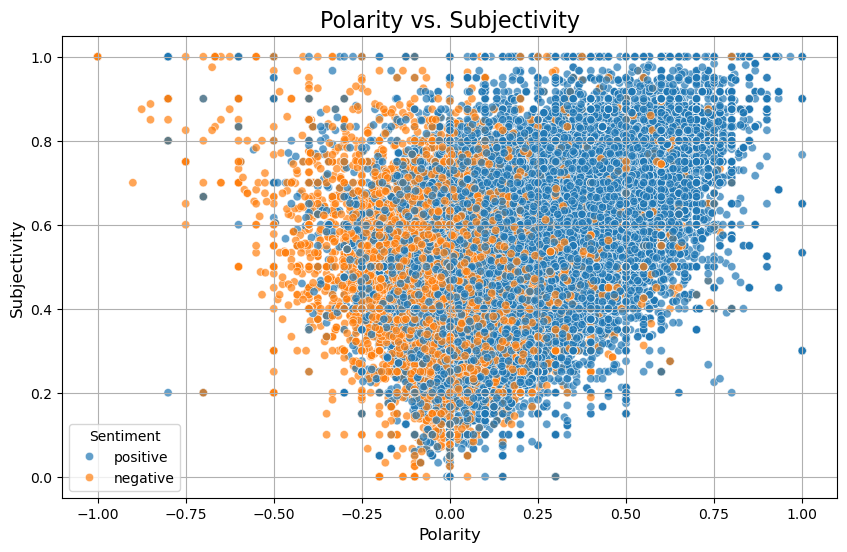 Polarity vs. Subjectivity
Subjectivity
1.0
0.8
0.6
0.4
0.2
0.0
Sentiment
positive
negative
−1.00 −0.75 −0.50 −0.25 0.00 0.25 0.50 0.75 1.00
Polarity